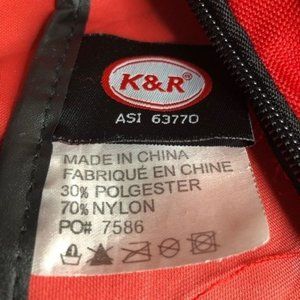 K&R®
ASI 63770
MADE IN CHINA
FABRIQUÉ EN CHINE
30% POLGESTER
70% NYLON
PO# 7586